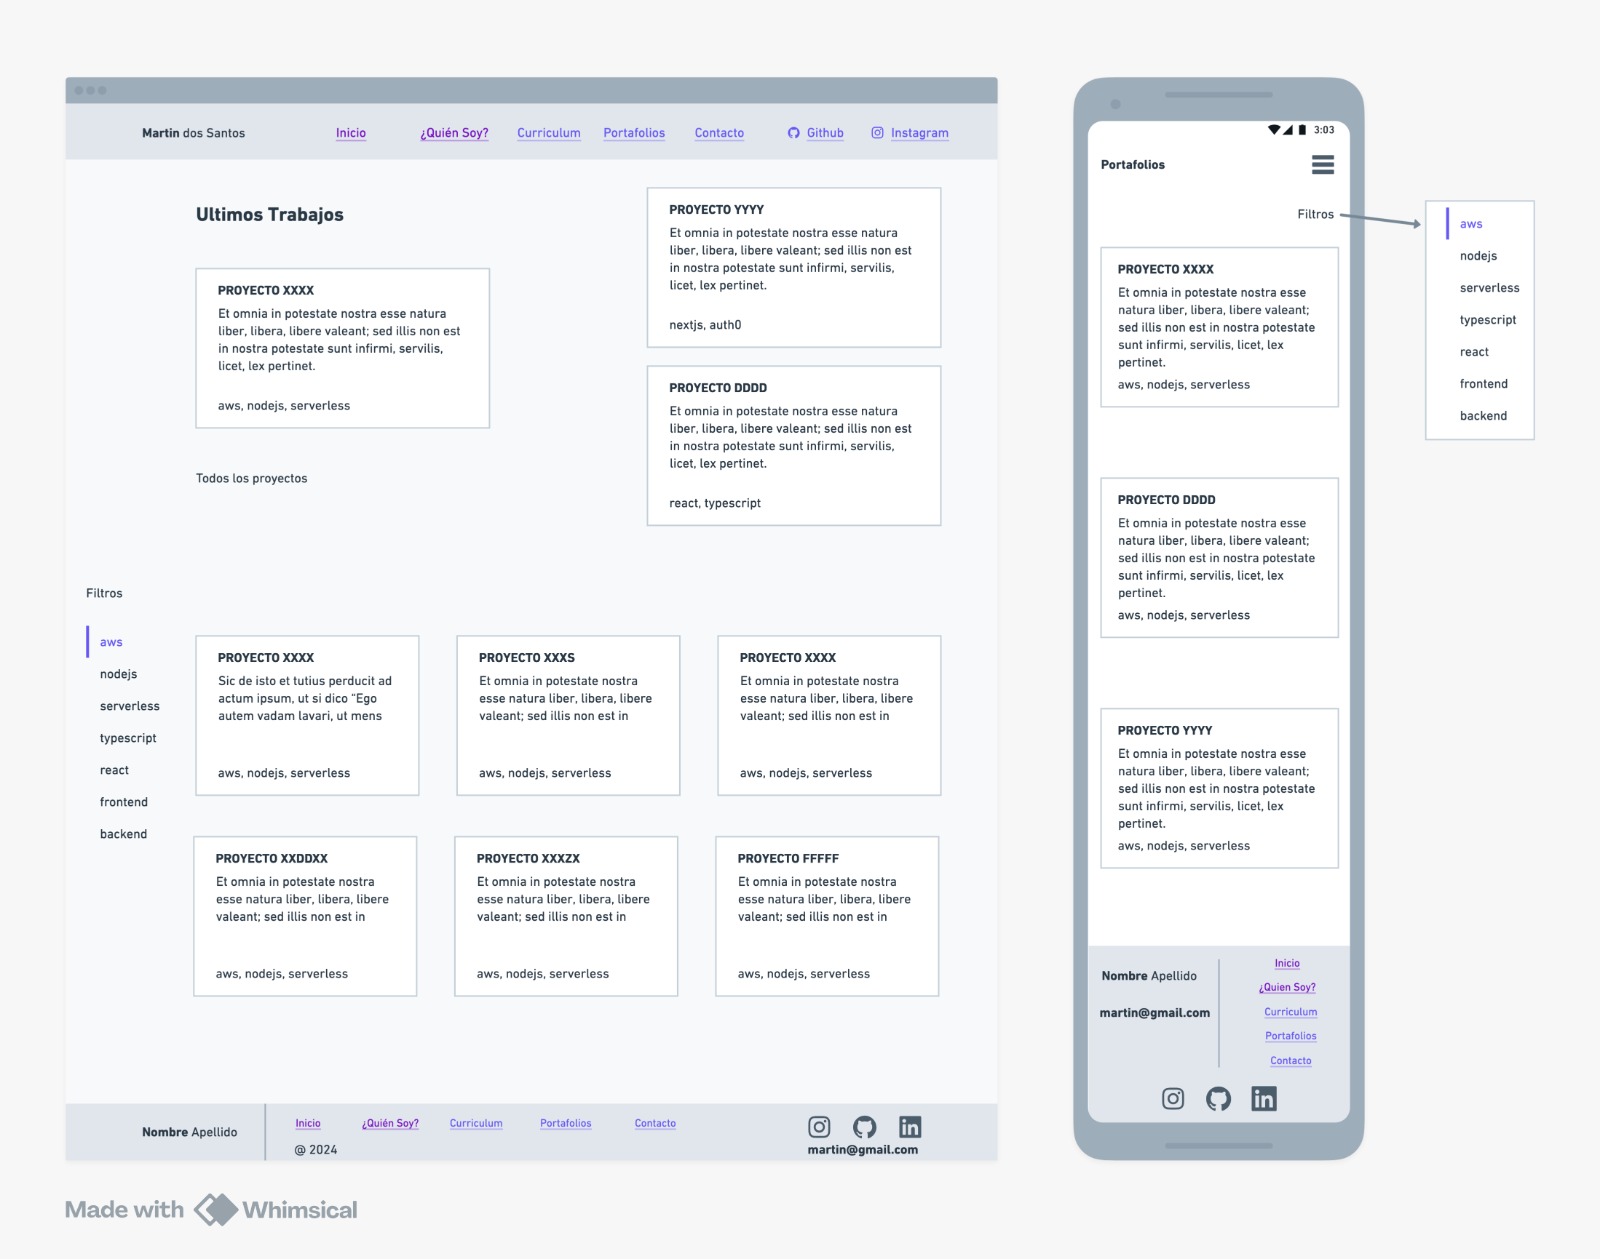 Martin dos Santos
Inicio
¿Quién Soy?
Curriculum
Portafolios
Contacto
Github
Instagram
Ultimos Trabajos
PROYECTO XXXX
Et omnia in potestate nostra esse natura
liber, libera, libere valeant; sed illis non est
in nostra potestate sunt infirmi, servilis,
licet, lex pertinet.
aws, nodejs, serverless
Todos los proyectos
PROYECTO YYYY
Et omnia in potestate nostra esse natura
liber, libera, libere valeant; sed illis non est
in nostra potestate sunt infirmi, servilis,
licet, lex pertinet.
nextjs, auth0
PROYECTO DDDD
Et omnia in potestate nostra esse natura
liber, libera, libere valeant; sed illis non est
in nostra potestate sunt infirmi, servilis,
licet, lex pertinet.
react, typescript
Filtros
aws
nodejs
serverless
typescript
react
frontend
backend
PROYECTO XXXX
Sic de isto et tutius perducit ad
actum ipsum, ut si dico “Ego
autem vadam lavari, ut mens
aws, nodejs, serverless
PROYECTO XXXS
Et omnia in potestate nostra
esse natura liber, libera, libere
valeant; sed illis non est in
aws, nodejs, serverless
PROYECTO XXXX
Et omnia in potestate nostra
esse natura liber, libera, libere
valeant; sed illis non est in
aws, nodejs, serverless
PROYECTO XXDDXX
Et omnia in potestate nostra
esse natura liber, libera, libere
valeant; sed illis non est in
aws, nodejs, serverless
PROYECTO XXXZX
Et omnia in potestate nostra
esse natura liber, libera, libere
valeant; sed illis non est in
aws, nodejs, serverless
PROYECTO FFFFF
Et omnia in potestate nostra
esse natura liber, libera, libere
valeant; sed illis non est in
aws, nodejs, serverless
Nombre Apellido
Inicio
¿Quién Soy?
Curriculum
Portafolios
Contacto
@ 2024
martin@gmail.com
3:03
Portafolios
Filtros
PROYECTO XXXX
Et omnia in potestate nostra esse
natura liber, libera, libere valeant;
sed illis non est in nostra potestate
sunt infirmi, servilis, licet, lex
pertinet.
aws, nodejs, serverless
PROYECTO DDDD
Et omnia in potestate nostra esse
natura liber, libera, libere valeant;
sed illis non est in nostra potestate
sunt infirmi, servilis, licet, lex
pertinet.
aws, nodejs, serverless
PROYECTO YYYY
Et omnia in potestate nostra esse
natura liber, libera, libere valeant;
sed illis non est in nostra potestate
sunt infirmi, servilis, licet, lex
pertinet.
aws, nodejs, serverless
Nombre Apellido
martin@gmail.com
Inicio
¿Quien Soy?
Curriculum
Portafolios
Contacto
aws
nodejs
serverless
typescript
react
frontend
backend
Made with Whimsical